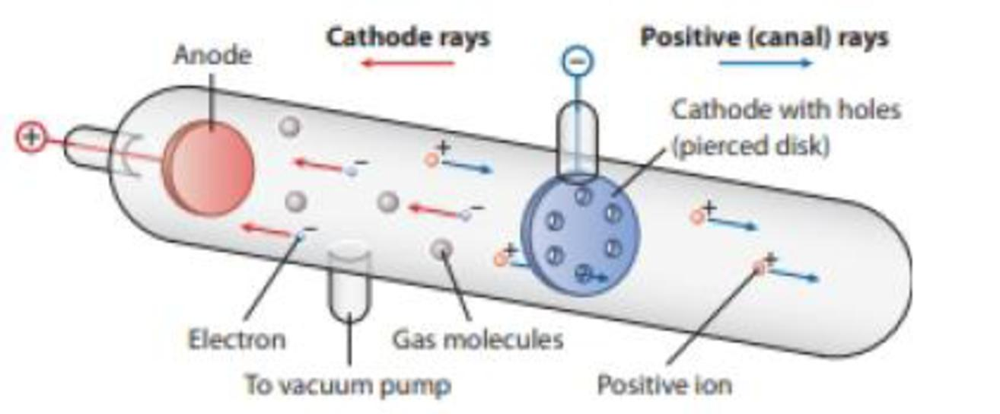 Anode
Cathode rays
Positive (canal) rays
Cathode with holes
(pierced disk)
Electron
Gas molecules
To vacuum pump
Positive ion